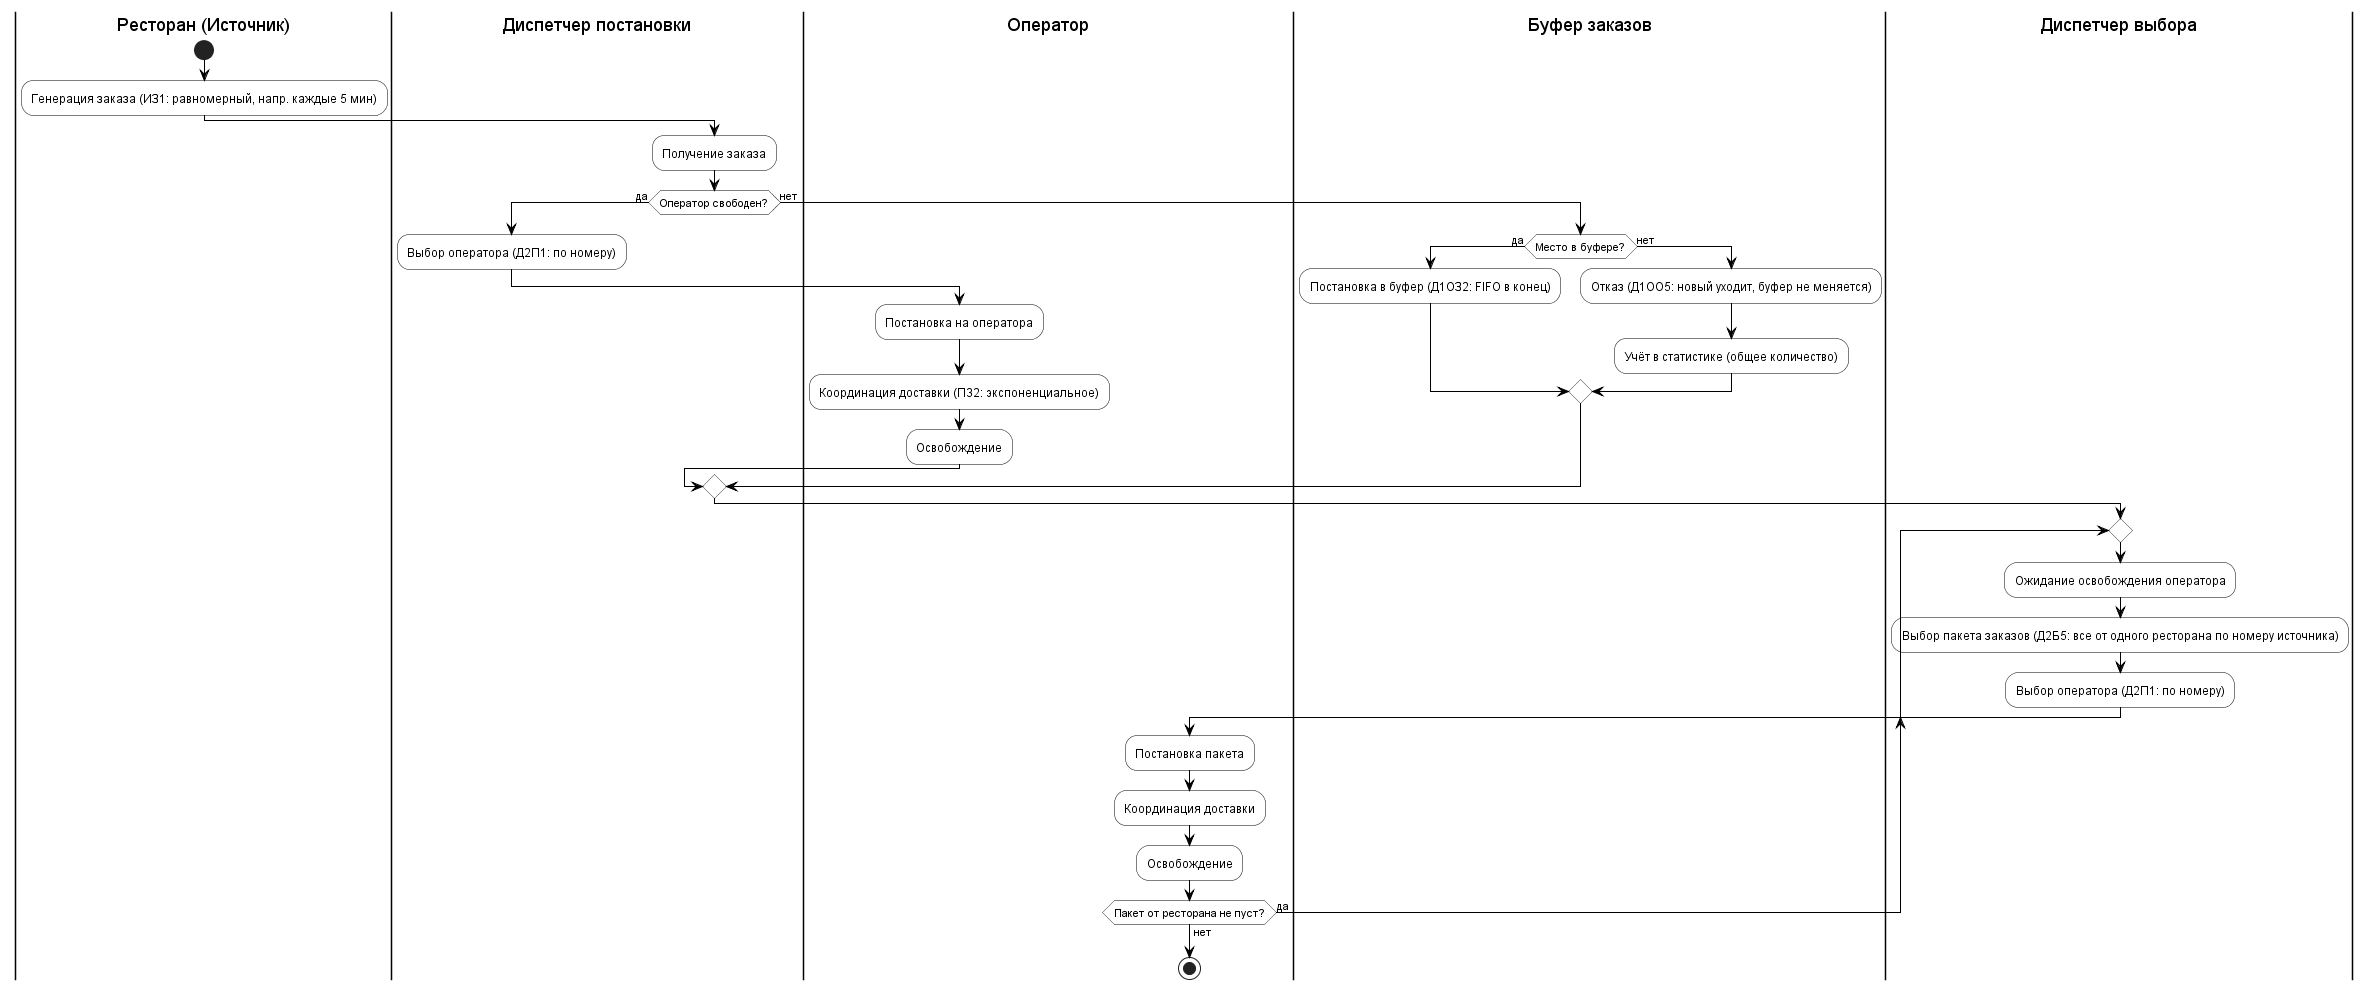 Ресторан (Источник)
Диспетчер постановки
Оператор
Буфер заказов
Диспетчер выбора
Генерация заказа (ИЗ1: равномерный, напр. каждые 5 мин)
Получение заказа
да
Оператор свободен?
нет
Выбор оператора (Д2П1: по номеру)
да
Место в буфере?
нет
Постановка в буфер (Д1ОЗ2: FIFO в конец)
Отказ (Д1ОО5: новый уходит, буфер не меняется)
Постановка на оператора
Учёт в статистике (общее количество)
Координация доставки (ПЗ2: экспоненциальное)
Освобождение
Ожидание освобождения оператора
Выбор пакета заказов (Д2Б5: все от одного ресторана по номеру источника)
Выбор оператора (Д2П1: по номеру)
Постановка пакета
Координация доставки
Освобождение
Пакет от ресторана не пуст?
да
нет